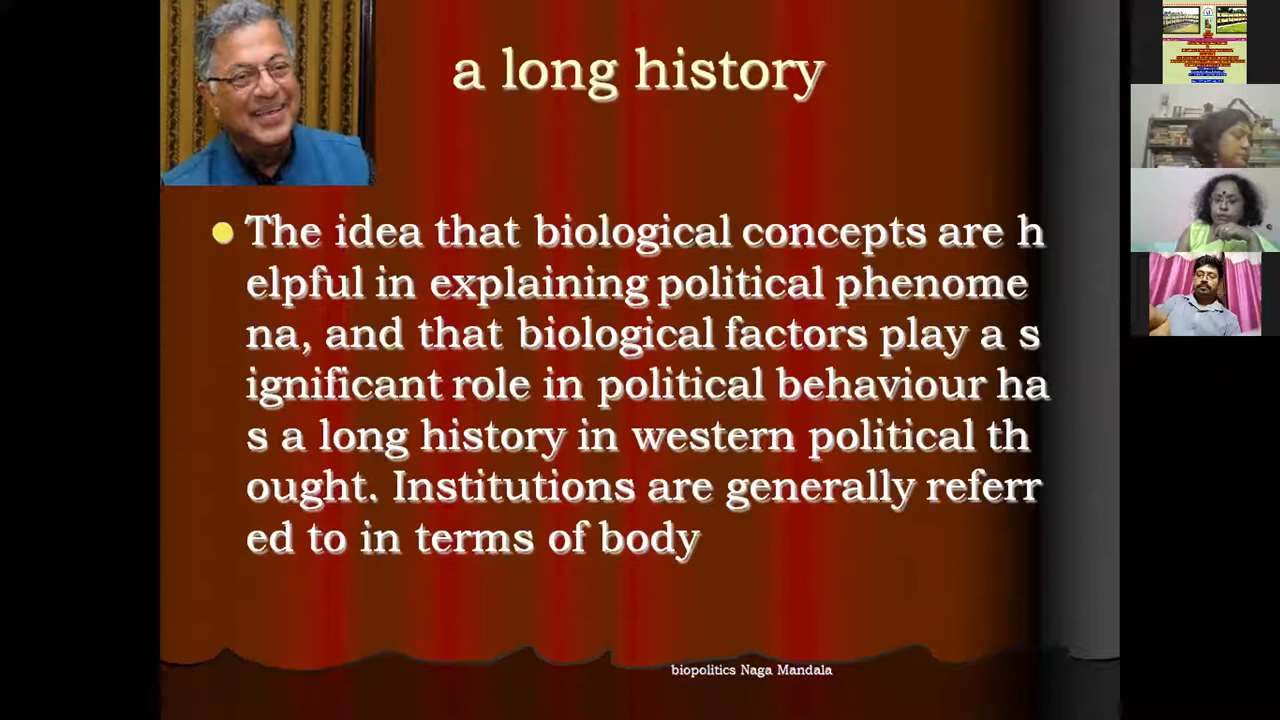 a long history
The idea that biological concepts are h
elpful in explaining political phenome
na, and that biological factors play a s
ignificant role in political behaviour ha
s a long history in western political th
ought. Institutions are generally referr
ed to in terms of body
biopolitics Naga Mandala